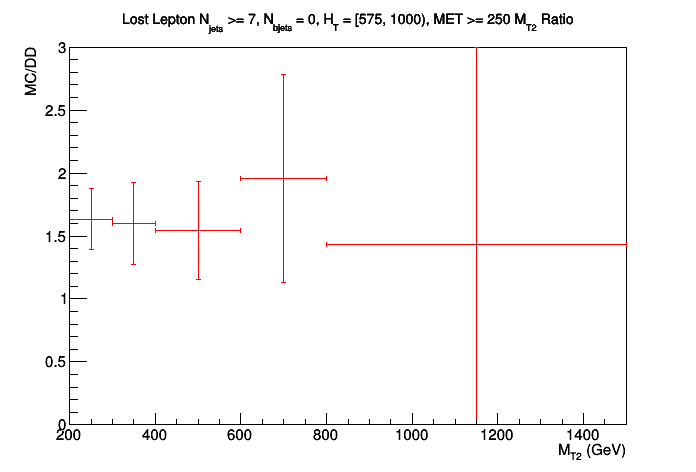 Lost Lepton N_jets >= 7, N_bjets = 0, H_T = [575, 1000), MET >= 250 M_T2 Ratio
MC/DD
3
2.5
2
1.5
1
0.5
0
200 400 600 800 1000 1200 1400
M_T2 (GeV)